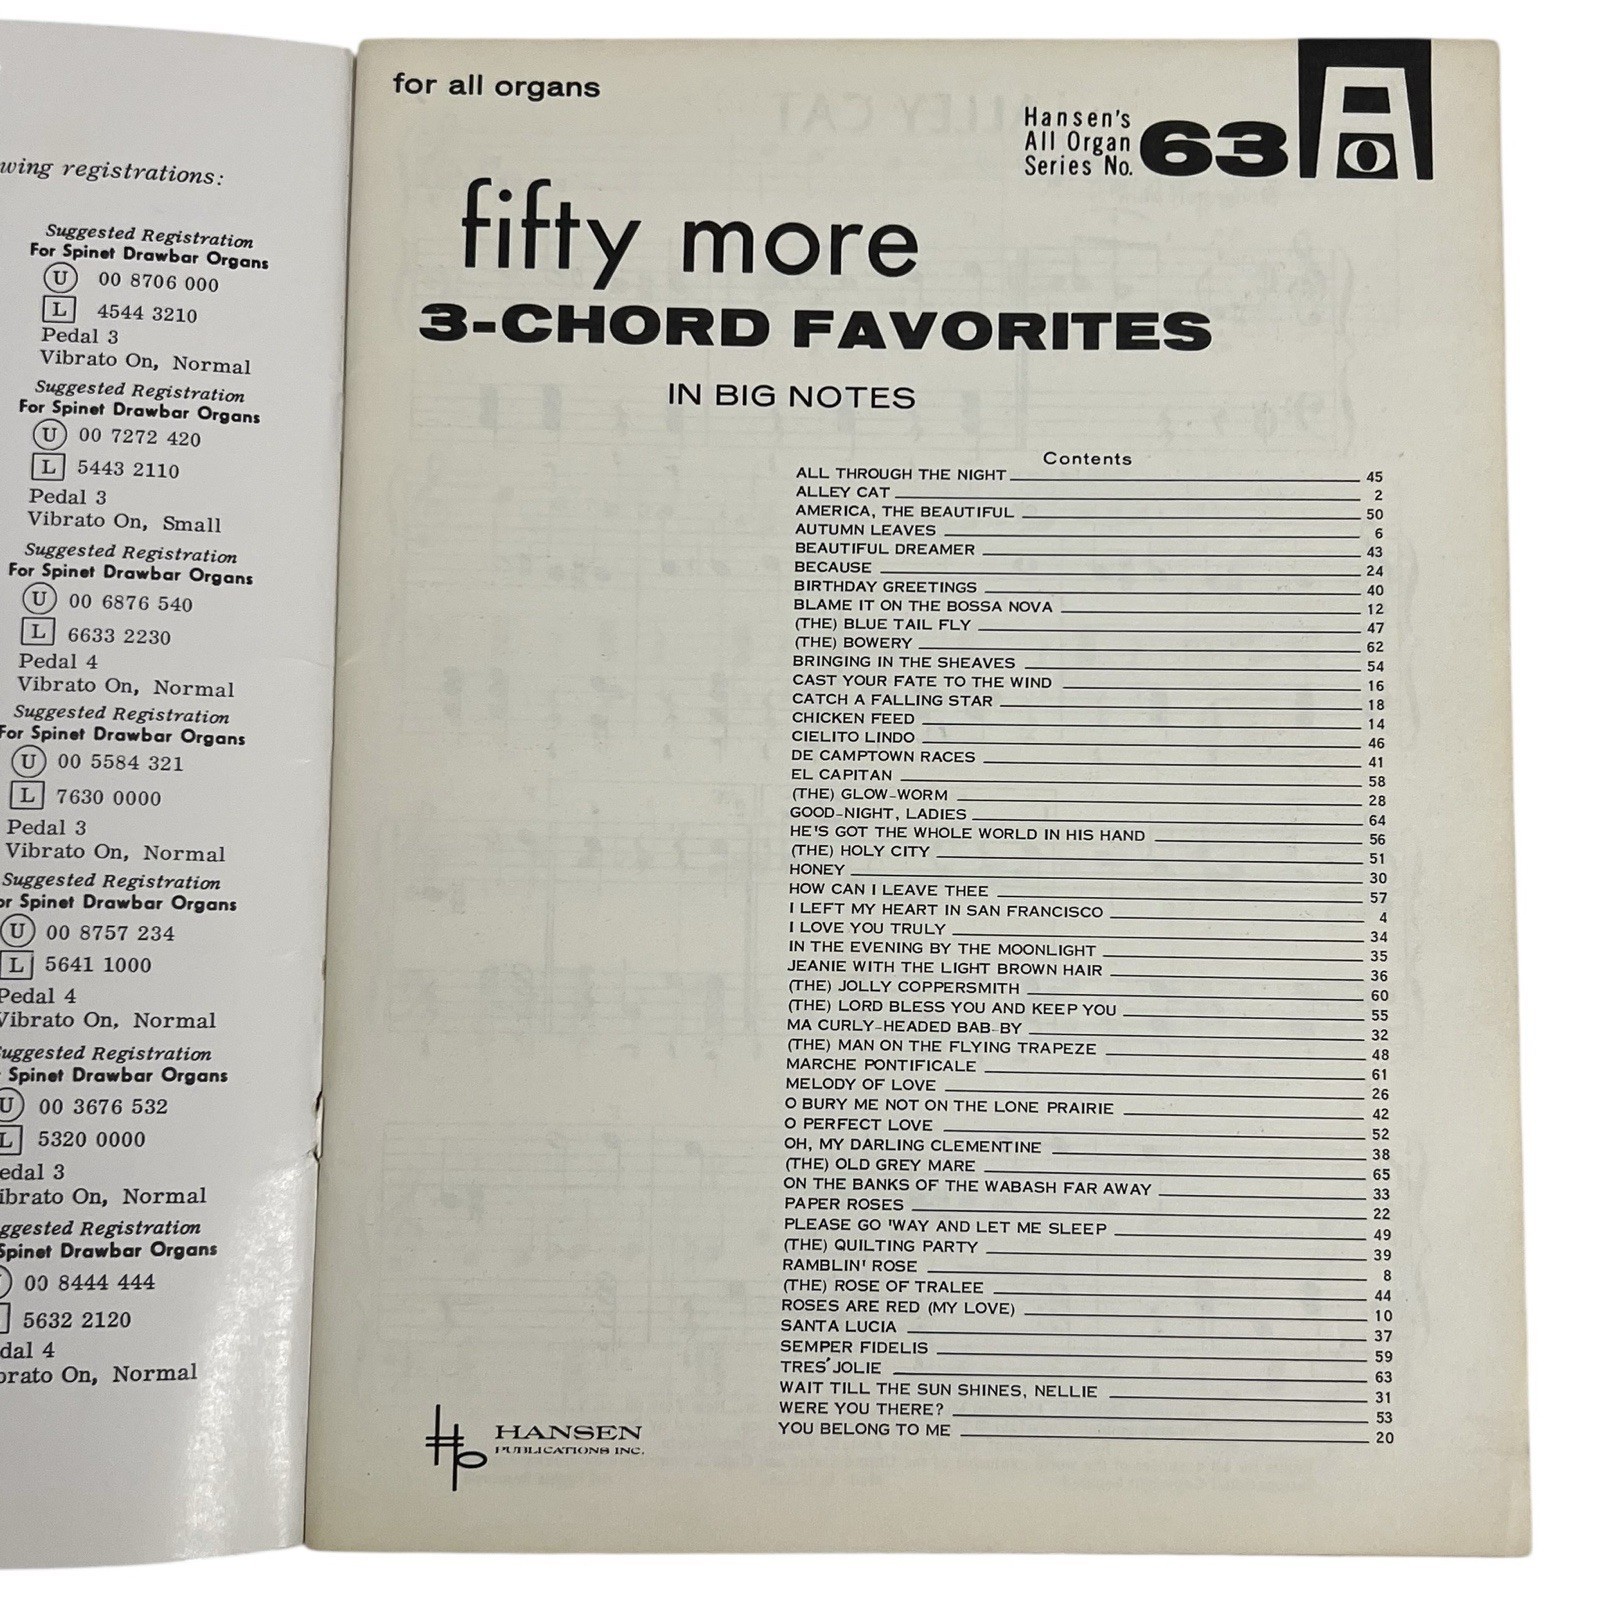 wing registrations:
Suggested Registration
For Spinet Drawbar Organs
U 00 8706 000
L 4544 3210
Pedal 3
Vibrato On, Normal
Suggested Registration
For Spinet Drawbar Organs
U 00 7272 420
L 5443 2110
Pedal 3
Vibrato On, Small
Suggested Registration
For Spinet Drawbar Organs
U 00 6876 540
L 6633 2230
Pedal 4
Vibrato On, Normal
Suggested Registration
For Spinet Drawbar Organs
U 00 5584 321
L 7630 0000
Pedal 3
Vibrato On, Normal
Suggested Registration
or Spinet Drawbar Organs
U 00 8757 234
L 5641 1000
Pedal 4
Vibrato On, Normal
uggested Registration
r Spinet Drawbar Organs
U 00 3676 532
L 5320 0000
edal 3
ibrato On, Normal
ggested Registration
Spinet Drawbar Organs
00 8444 444
5632 2120
dal 4
orato On, Normal
for all organs
Hansen's
All Organ
Series No. 63
fifty more
3-CHORD FAVORITES
IN BIG NOTES
Contents
ALL THROUGH THE NIGHT 45
ALLEY CAT 2
AMERICA, THE BEAUTIFUL 50
AUTUMN LEAVES 6
BEAUTIFUL DREAMER 43
BECAUSE 24
BIRTHDAY GREETINGS 40
BLAME IT ON THE BOSSA NOVA 12
(THE) BLUE TAIL FLY 47
(THE) BOWERY 62
BRINGING IN THE SHEAVES 54
CAST YOUR FATE TO THE WIND 16
CATCH A FALLING STAR 18
CHICKEN FEED 14
CIELITO LINDO 46
DE CAMPTOWN RACES 41
EL CAPITAN 58
(THE) GLOW-WORM 28
GOOD-NIGHT, LADIES 64
HE'S GOT THE WHOLE WORLD IN HIS HAND 56
(THE) HOLY CITY 51
HONEY 30
HOW CAN I LEAVE THEE 57
I LEFT MY HEART IN SAN FRANCISCO 4
I LOVE YOU TRULY 34
IN THE EVENING BY THE MOONLIGHT 35
JEANIE WITH THE LIGHT BROWN HAIR 36
(THE) JOLLY COPPERSMITH 60
(THE) LORD BLESS YOU AND KEEP YOU 55
MA CURLY-HEADED BAB-BY 32
(THE) MAN ON THE FLYING TRAPEZE 48
MARCHE PONTIFICALE 61
MELODY OF LOVE 26
O BURY ME NOT ON THE LONE PRAIRIE 42
O PERFECT LOVE 52
OH, MY DARLING CLEMENTINE 38
(THE) OLD GREY MARE 65
ON THE BANKS OF THE WABASH FAR AWAY 33
PAPER ROSES 22
PLEASE GO 'WAY AND LET ME SLEEP 49
(THE) QUILTING PARTY 39
RAMBLIN' ROSE 8
(THE) ROSE OF TRALEE 44
ROSES ARE RED (MY LOVE) 10
SANTA LUCIA 37
SEMPER FIDELIS 59
TRES' JOLIE 63
WAIT TILL THE SUN SHINES, NELLIE 31
WERE YOU THERE? 53
YOU BELONG TO ME 20
HANSEN
PUBLICATIONS INC.